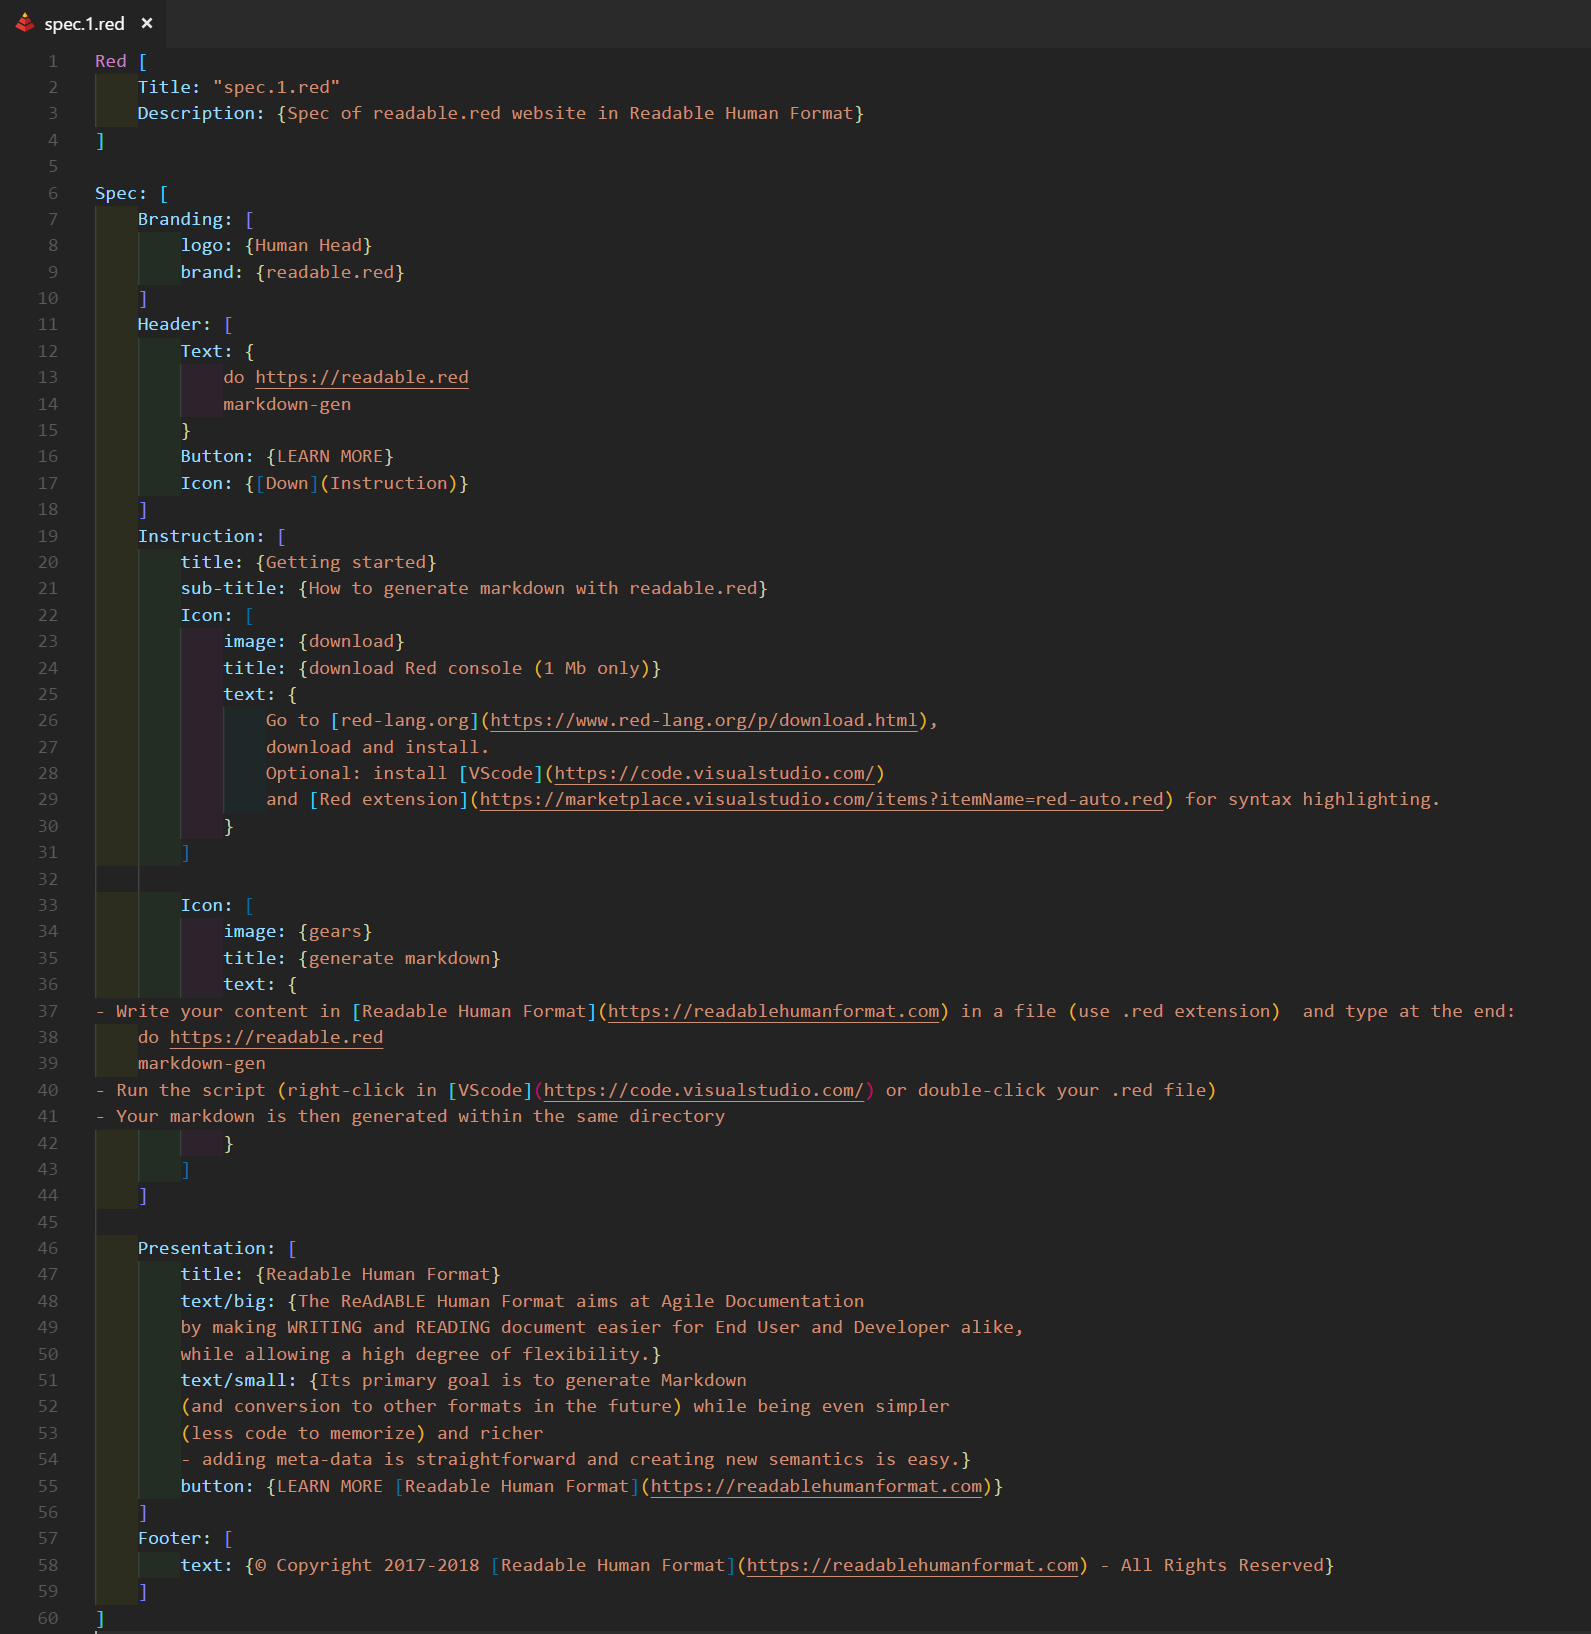 spec.1.red ×
1 Red [
2     Title: "spec.1.red"
3     Description: {Spec of readable.red website in Readable Human Format}
4 ]
5
6 Spec: [
7     Branding: [
8         logo: {Human Head}
9         brand: {readable.red}
10     ]
11     Header: [
12         Text: {
13             do https://readable.red
14             markdown-gen
15         }
16         Button: {LEARN MORE}
17         Icon: {[Down](Instruction)}
18     ]
19     Instruction: [
20         title: {Getting started}
21         sub-title: {How to generate markdown with readable.red}
22         Icon: [
23             image: {download}
24             title: {download Red console (1 Mb only)}
25             text: {
26                 Go to [red-lang.org](https://www.red-lang.org/p/download.html),
27                 download and install.
28                 Optional: install [VScode](https://code.visualstudio.com/)
29                 and [Red extension](https://marketplace.visualstudio.com/items?itemName=red-auto.red) for syntax highlighting.
30             }
31         ]
32
33         Icon: [
34             image: {gears}
35             title: {generate markdown}
36             text: {
37 - Write your content in [Readable Human Format](https://readablehumanformat.com) in a file (use .red extension)  and type at the end:
38     do https://readable.red
39     markdown-gen
40 - Run the script (right-click in [VScode](https://code.visualstudio.com/) or double-click your .red file)
41 - Your markdown is then generated within the same directory
42             }
43         ]
44     ]
45
46     Presentation: [
47         title: {Readable Human Format}
48         text/big: {The ReAdABLE Human Format aims at Agile Documentation
49         by making WRITING and READING document easier for End User and Developer alike,
50         while allowing a high degree of flexibility.}
51         text/small: {Its primary goal is to generate Markdown
52         (and conversion to other formats in the future) while being even simpler
53         (less code to memorize) and richer
54         - adding meta-data is straightforward and creating new semantics is easy.}
55         button: {LEARN MORE [Readable Human Format](https://readablehumanformat.com)}
56     ]
57     Footer: [
58         text: {© Copyright 2017-2018 [Readable Human Format](https://readablehumanformat.com) - All Rights Reserved}
59     ]
60 ]